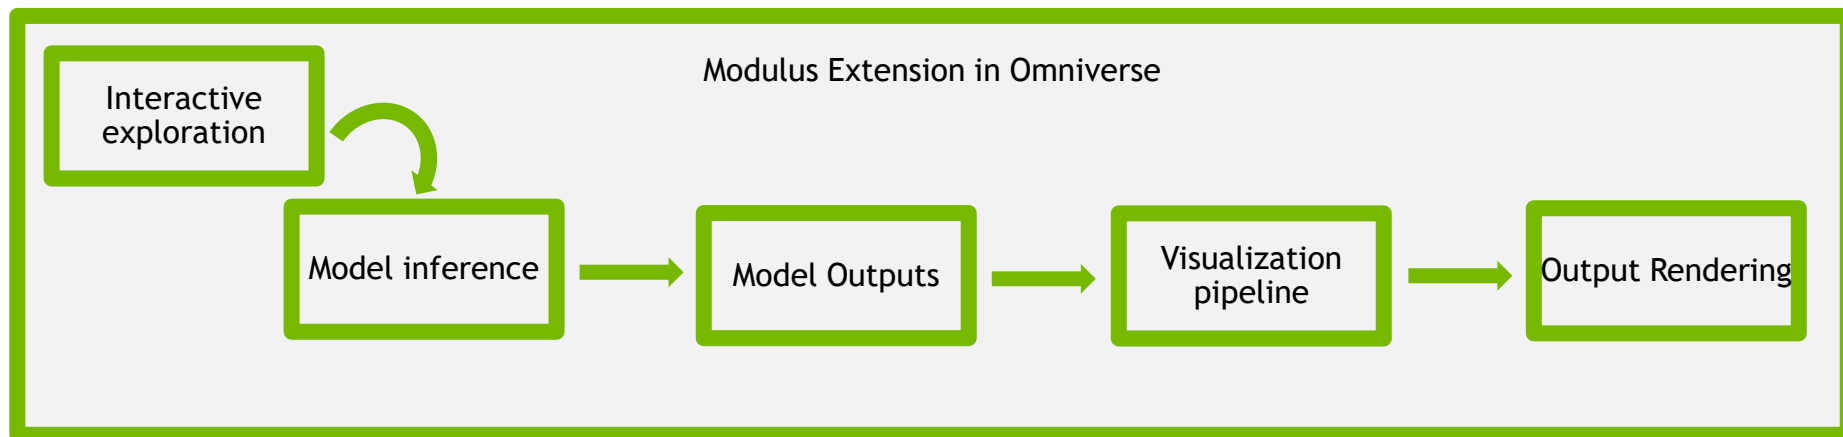 Modulus Extension in Omniverse
Interactive
exploration
Model inference
Model Outputs
Visualization
pipeline
Output Rendering